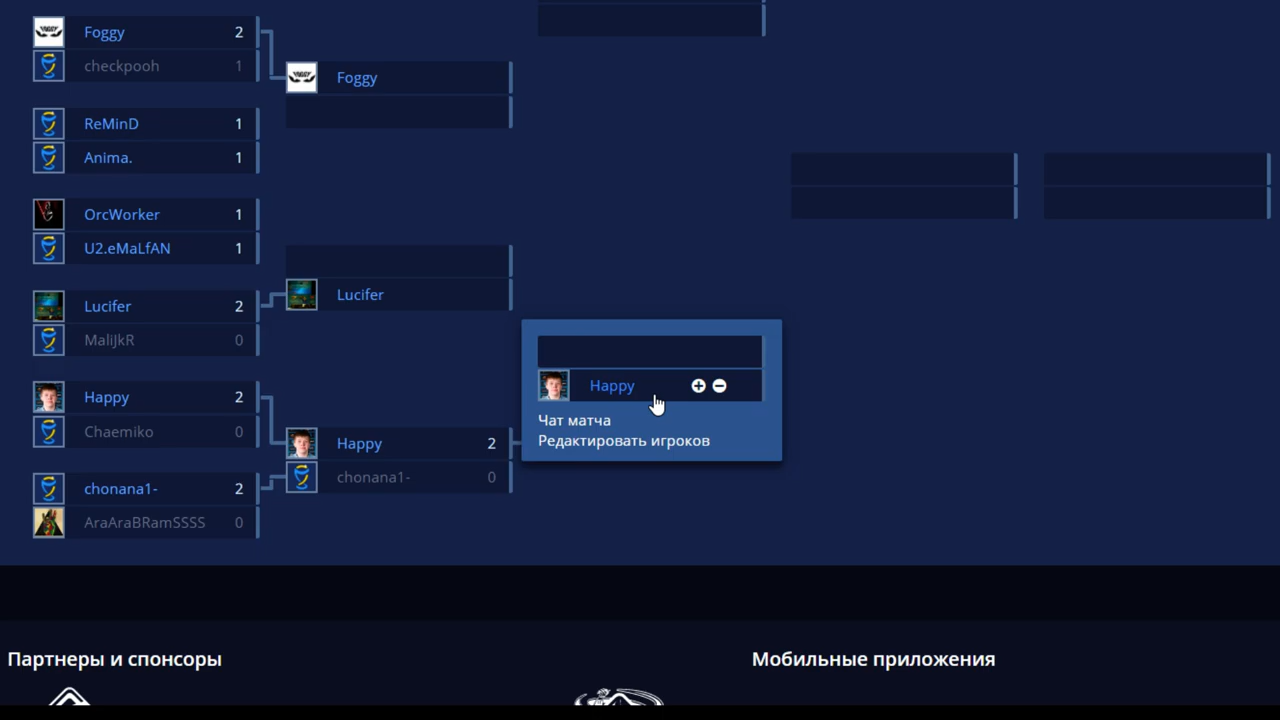 Foggy 2
checkpooh 1
Foggy
ReMinD 1
Anima. 1
OrcWorker 1
U2.eMaLfAN 1
Lucifer 2
MaliJkR 0
Lucifer
Happy 2
Chaemiko 0
chonana1- 2
AraAraBRamSSSS 0
Happy 2
chonana1- 0
Happy
Чат матча
Редактировать игроков
Партнеры и спонсоры
Мобильные приложения